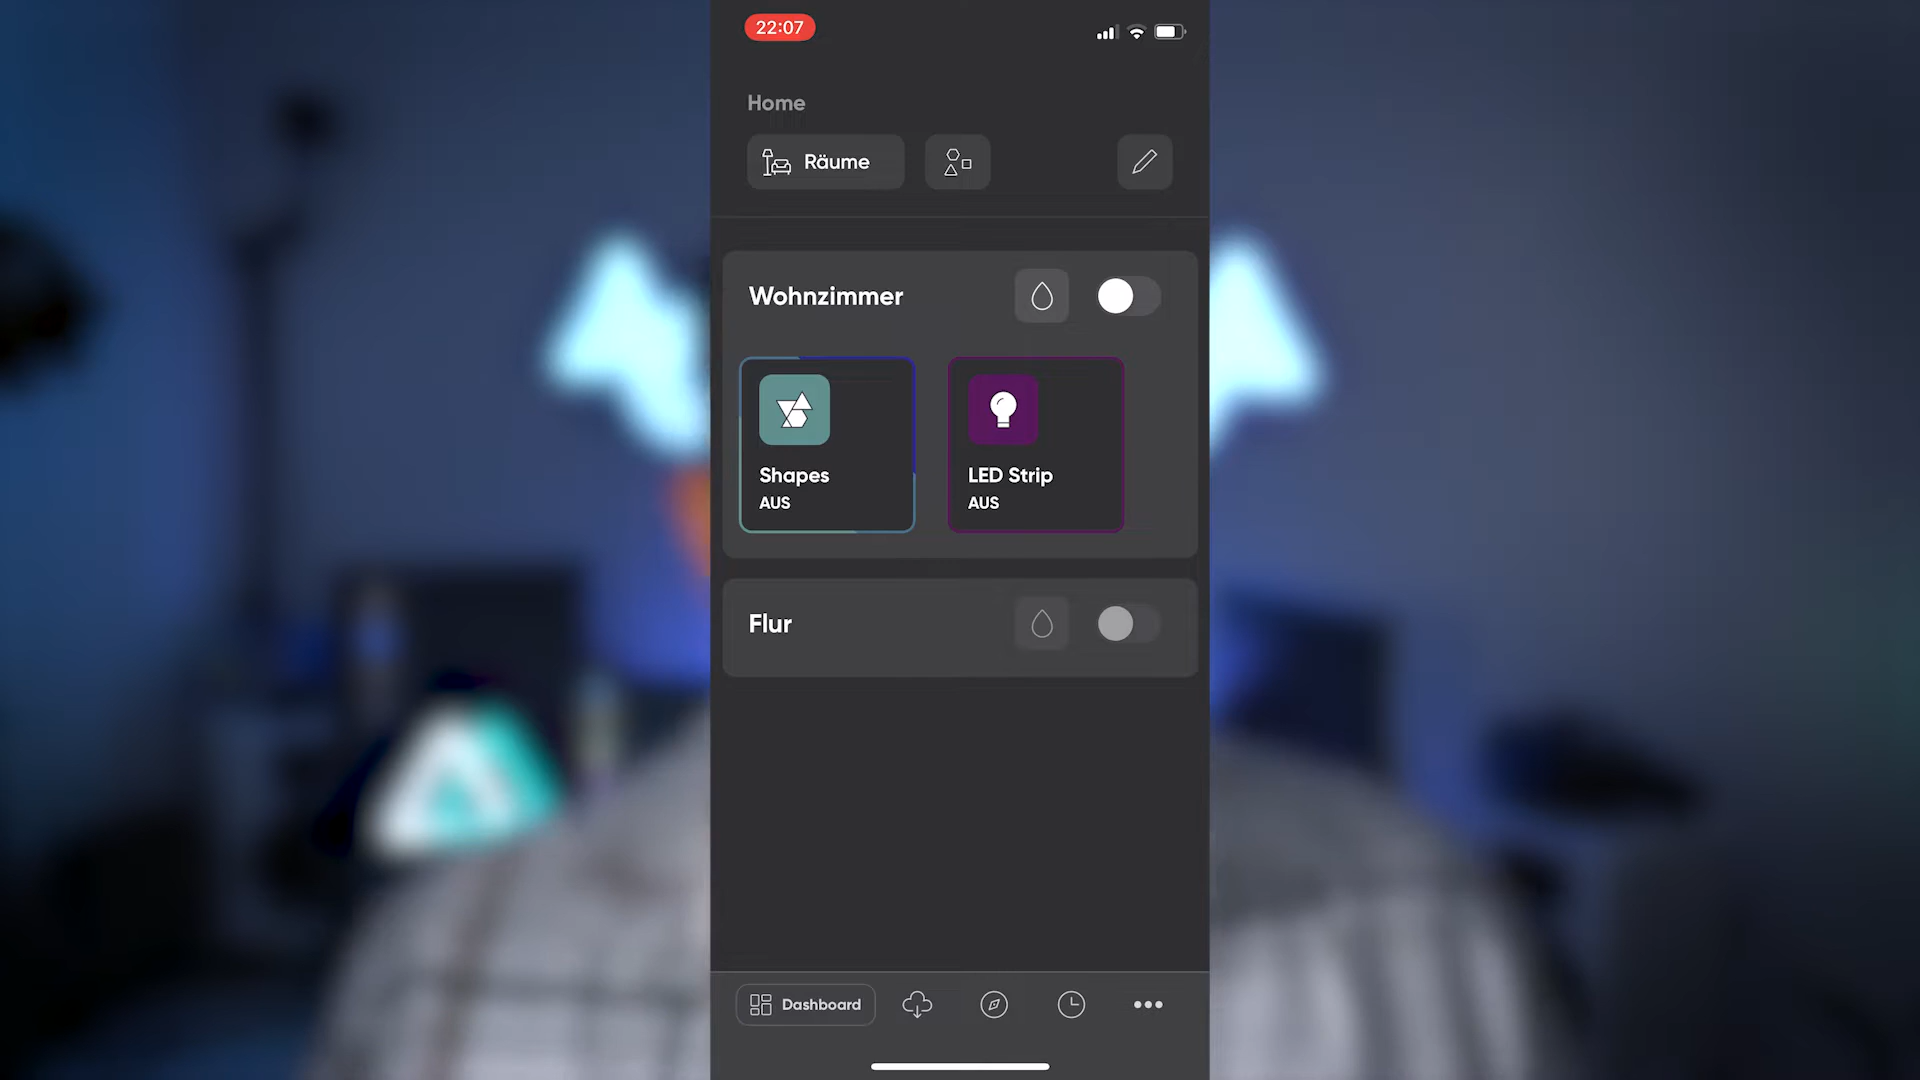 22:07
Home
Räume
Wohnzimmer
Shapes
AUS
LED Strip
AUS
Flur
Dashboard